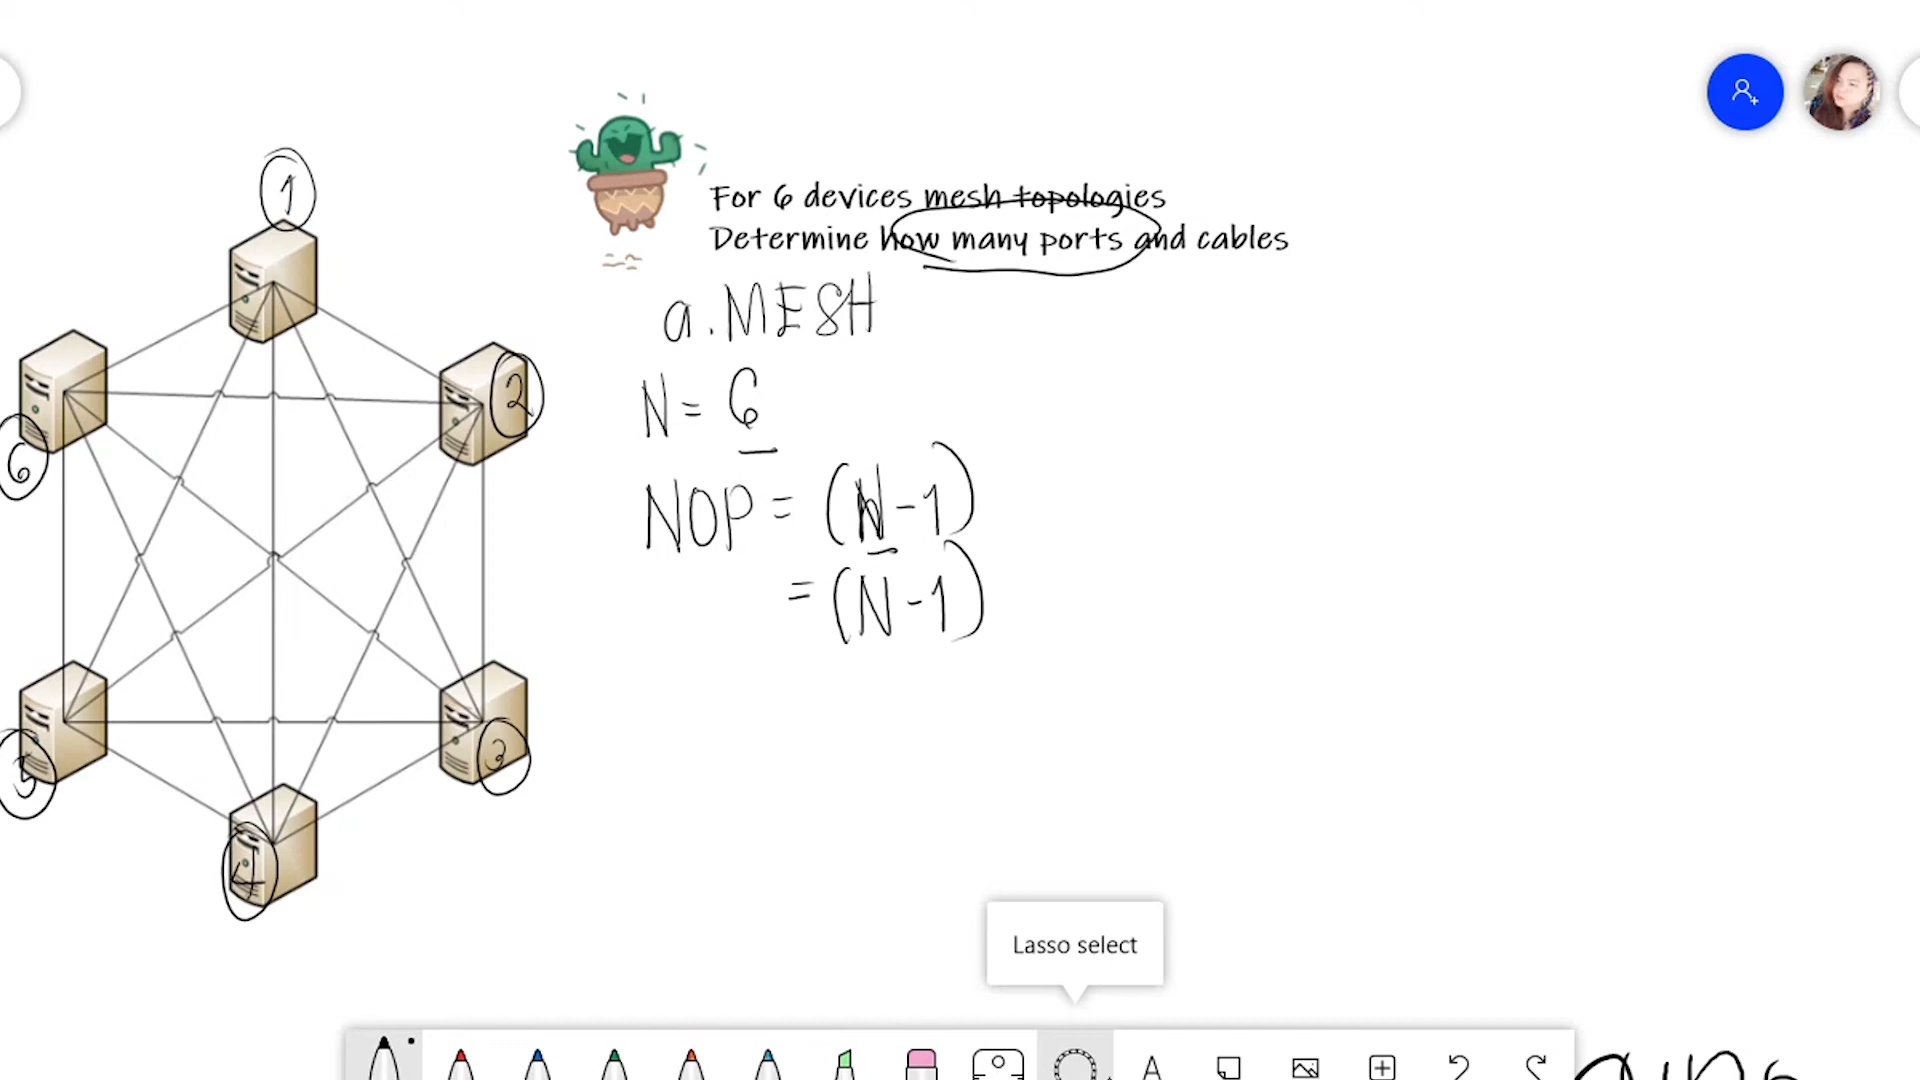 1
For 6 devices mesh topologies
Determine how many ports and cables
a. MESH
2
N = 6
6
NOP = (N-1)
= (N-1)
3
5
4
Lasso select
A